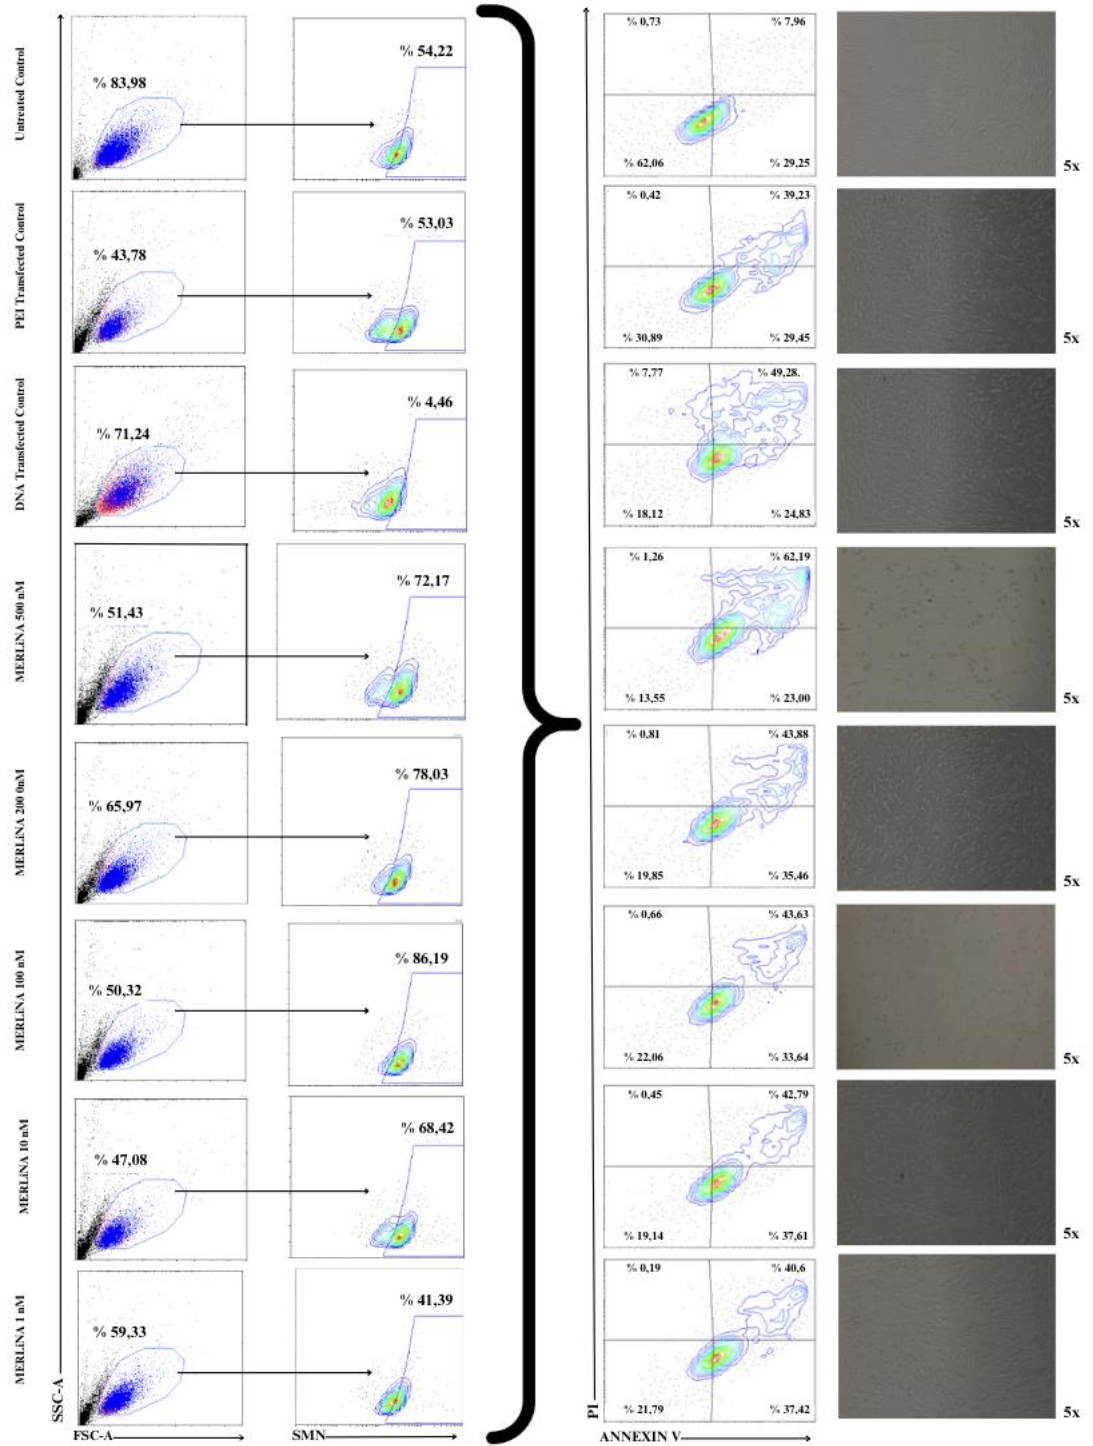 Untreated Control
% 83,98
% 54,22
% 0,73
% 7,96
% 62,06
% 29,25
5x
PEI Transfected Control
% 43,78
% 53,03
% 0,42
% 39,23
% 30,89
% 29,45
5x
DNA Transfected Control
% 71,24
% 4,46
% 7,77
% 49,28.
% 18,12
% 24,83
5x
MERLiNA 500 nM
% 51,43
% 72,17
% 1,26
% 62,19
% 13,55
% 23,00
5x
MERLiNA 200 0nM
% 65,97
% 78,03
% 0,81
% 43,88
% 19,85
% 35,46
5x
MERLiNA 100 nM
% 50,32
% 86,19
% 0,66
% 43,63
% 22,06
% 33,64
5x
MERLiNA 10 nM
% 47,08
% 68,42
% 0,45
% 42,79
% 19,14
% 37,61
5x
MERLiNA 1 nM
% 59,33
% 41,39
% 0,19
% 40,6
% 21,79
% 37,42
5x
SSC-A
FSC-A
SMN
PI
ANNEXIN V